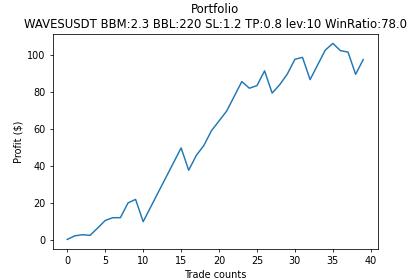 Portfolio
WAVESUSDT BBM:2.3 BBL:220 SL:1.2 TP:0.8 lev:10 WinRatio:78.0
100
80
60
40
20
0
Profit ($)
0 5 10 15 20 25 30 35 40
Trade counts